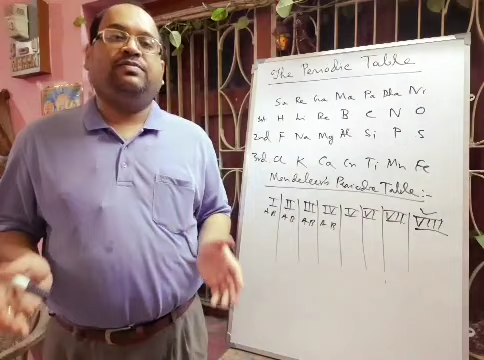 The Periodic Table
Sa Re Ga Ma Pa Dha Ni
1st H Li Be B C N O
2nd F Na Mg Al Si P S
3rd Cl K Ca Cr Ti Mn Fe
Mendeleev's Periodic Table:-
I II III IV V VI VII VIII
A B A B A B A B